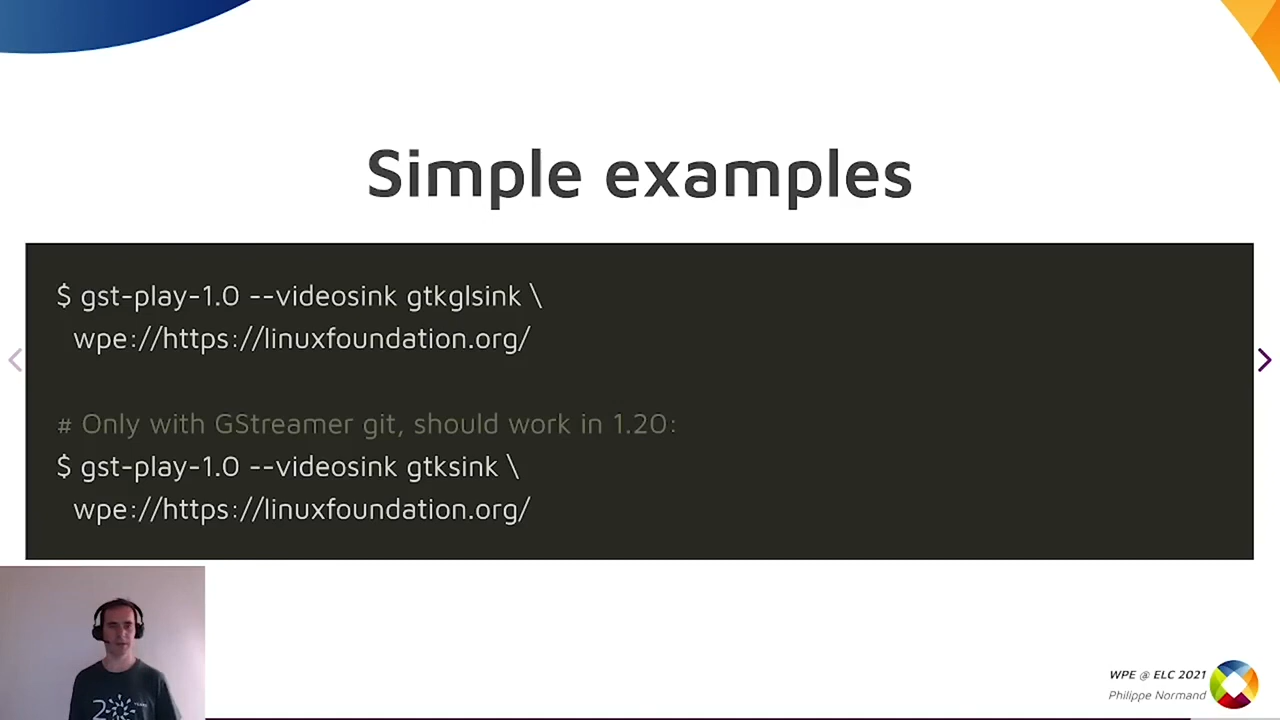 Simple examples
$ gst-play-1.0 --videosink gtkglsink \
wpe://https://linuxfoundation.org/
# Only with GStreamer git, should work in 1.20:
$ gst-play-1.0 --videosink gtksink \
wpe://https://linuxfoundation.org/
2
WPE @ ELC 2021
Philippe Normand